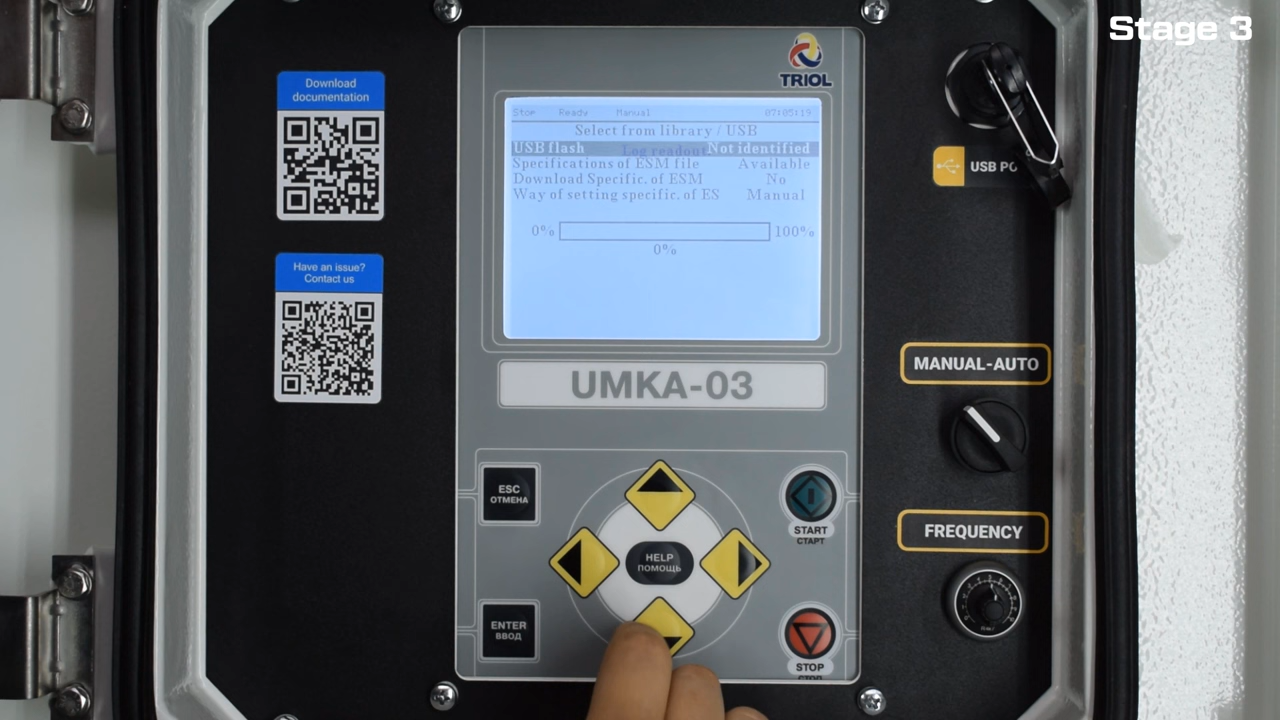 Stage 3
Download
documentation
TRIOL
Stop Ready Manual 07:05:19
Select from library / USB
USB flash Not identified
Log readout
Specifications of ESM file Available
Download Specific. of ESM No
Way of setting specific. of ES Manual
0% 100%
0%
USB PO
Have an issue?
Contact us
UMKA-03
MANUAL-AUTO
ESC
ОТМЕНА
START
СТАРТ
HELP
ПОМОЩЬ
FREQUENCY
ENTER
ВВОД
STOP
СТОП